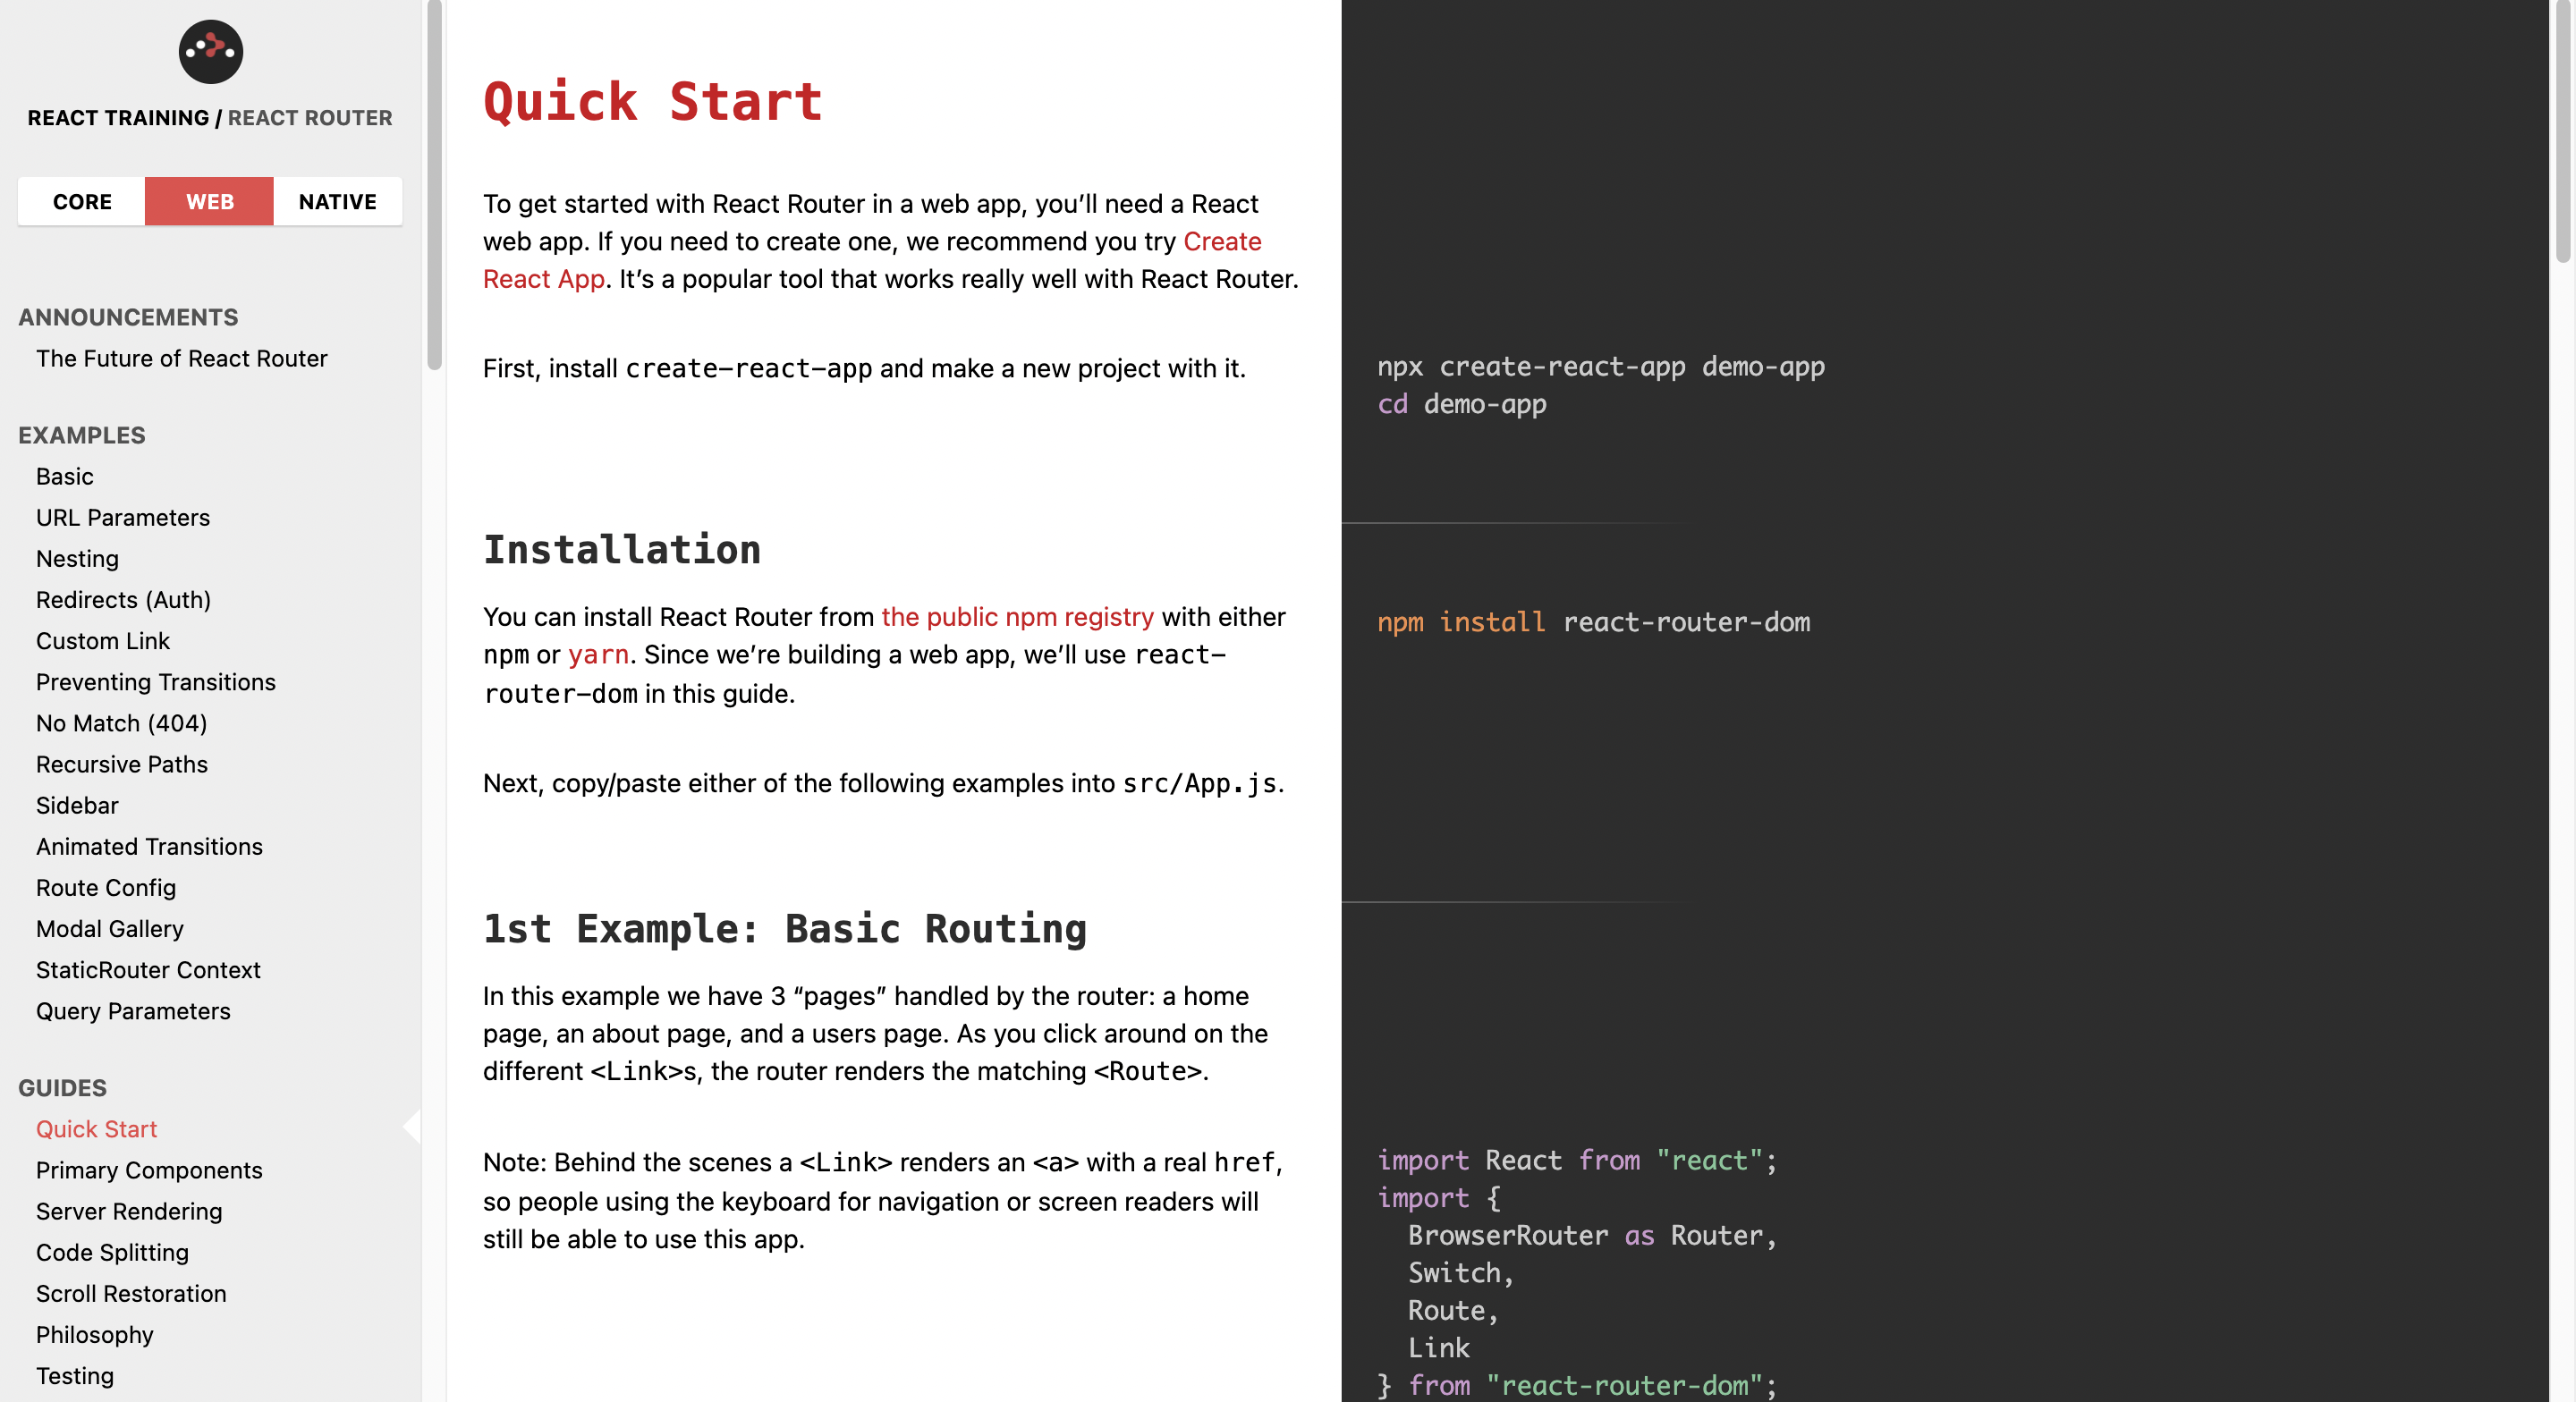 REACT TRAINING / REACT ROUTER
CORE
WEB
NATIVE
ANNOUNCEMENTS
The Future of React Router
EXAMPLES
Basic
URL Parameters
Nesting
Redirects (Auth)
Custom Link
Preventing Transitions
No Match (404)
Recursive Paths
Sidebar
Animated Transitions
Route Config
Modal Gallery
StaticRouter Context
Query Parameters
GUIDES
Quick Start
Primary Components
Server Rendering
Code Splitting
Scroll Restoration
Philosophy
Testing
Quick Start
To get started with React Router in a web app, you’ll need a React
web app. If you need to create one, we recommend you try Create
React App. It’s a popular tool that works really well with React Router.
First, install create-react-app and make a new project with it.
npx create-react-app demo-app
cd demo-app
Installation
You can install React Router from the public npm registry with either
npm or yarn. Since we’re building a web app, we’ll use react-
router-dom in this guide.
npm install react-router-dom
Next, copy/paste either of the following examples into src/App.js.
1st Example: Basic Routing
In this example we have 3 “pages” handled by the router: a home
page, an about page, and a users page. As you click around on the
different <Link>s, the router renders the matching <Route>.
Note: Behind the scenes a <Link> renders an <a> with a real href,
so people using the keyboard for navigation or screen readers will
still be able to use this app.
import React from "react";
import {
  BrowserRouter as Router,
  Switch,
  Route,
  Link
} from "react-router-dom";